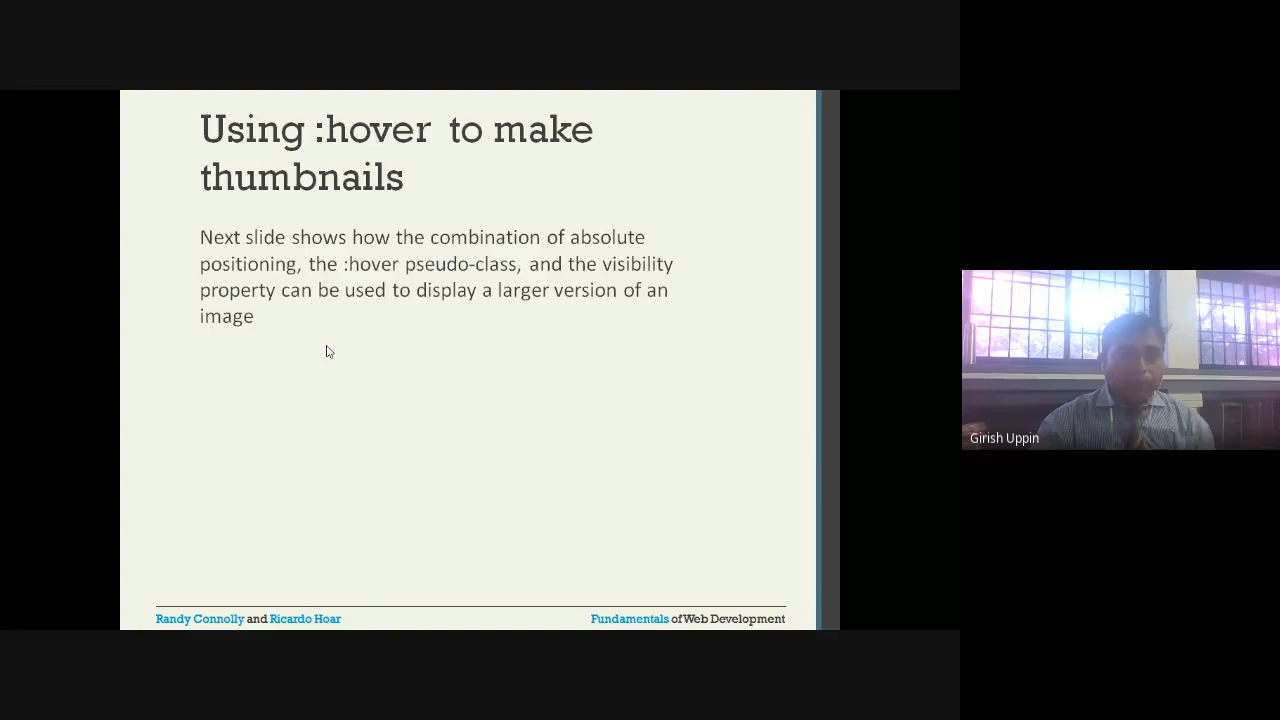 Using :hover to make
thumbnails
Next slide shows how the combination of absolute
positioning, the :hover pseudo-class, and the visibility
property can be used to display a larger version of an
image
Randy Connolly and Ricardo Hoar
Fundamentals of Web Development
Girish Uppin